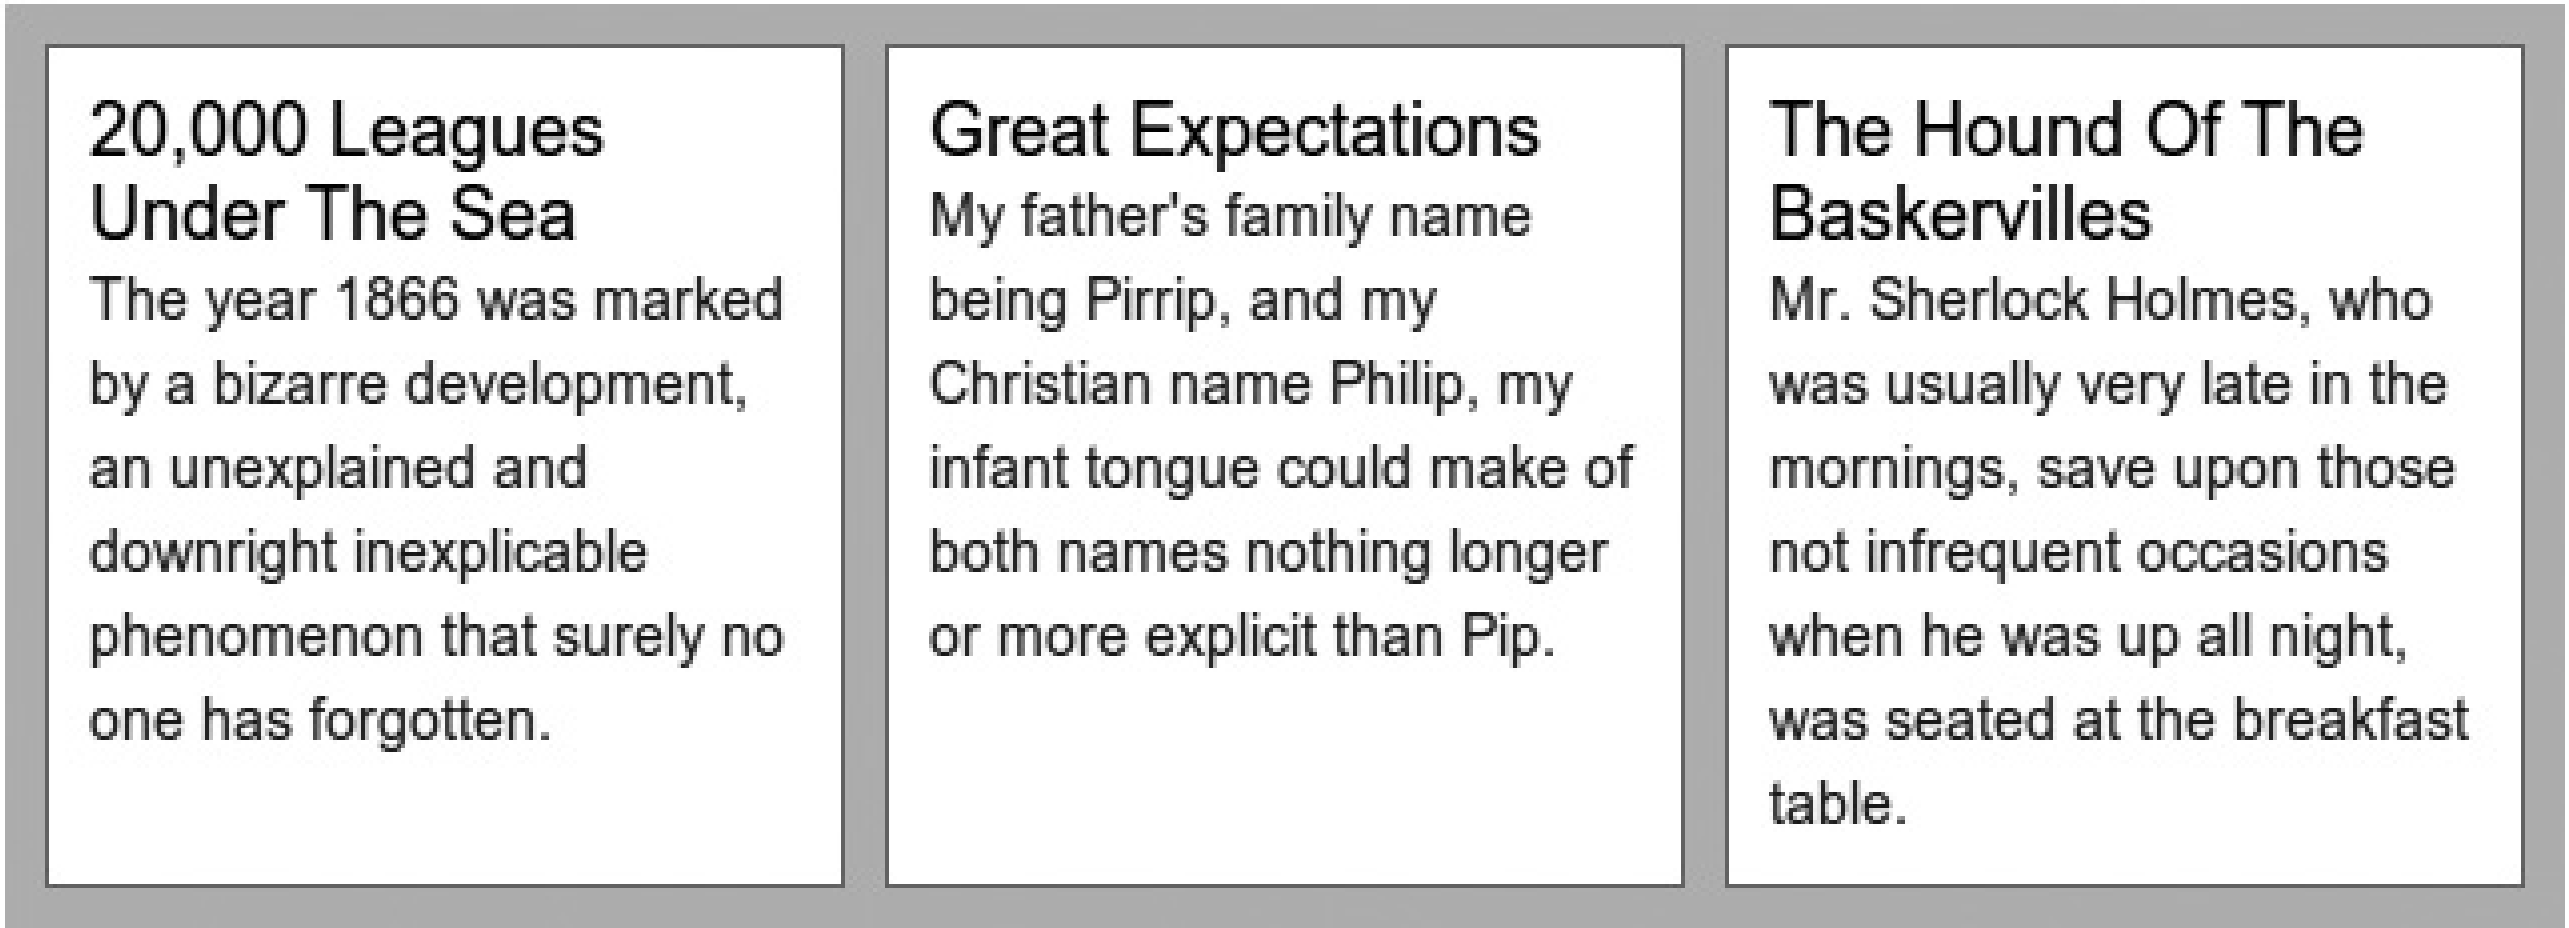 20,000 Leagues
Under The Sea
The year 1866 was marked
by a bizarre development,
an unexplained and
downright inexplicable
phenomenon that surely no
one has forgotten.
Great Expectations
My father's family name
being Pirrip, and my
Christian name Philip, my
infant tongue could make of
both names nothing longer
or more explicit than Pip.
The Hound Of The
Baskervilles
Mr. Sherlock Holmes, who
was usually very late in the
mornings, save upon those
not infrequent occasions
when he was up all night,
was seated at the breakfast
table.